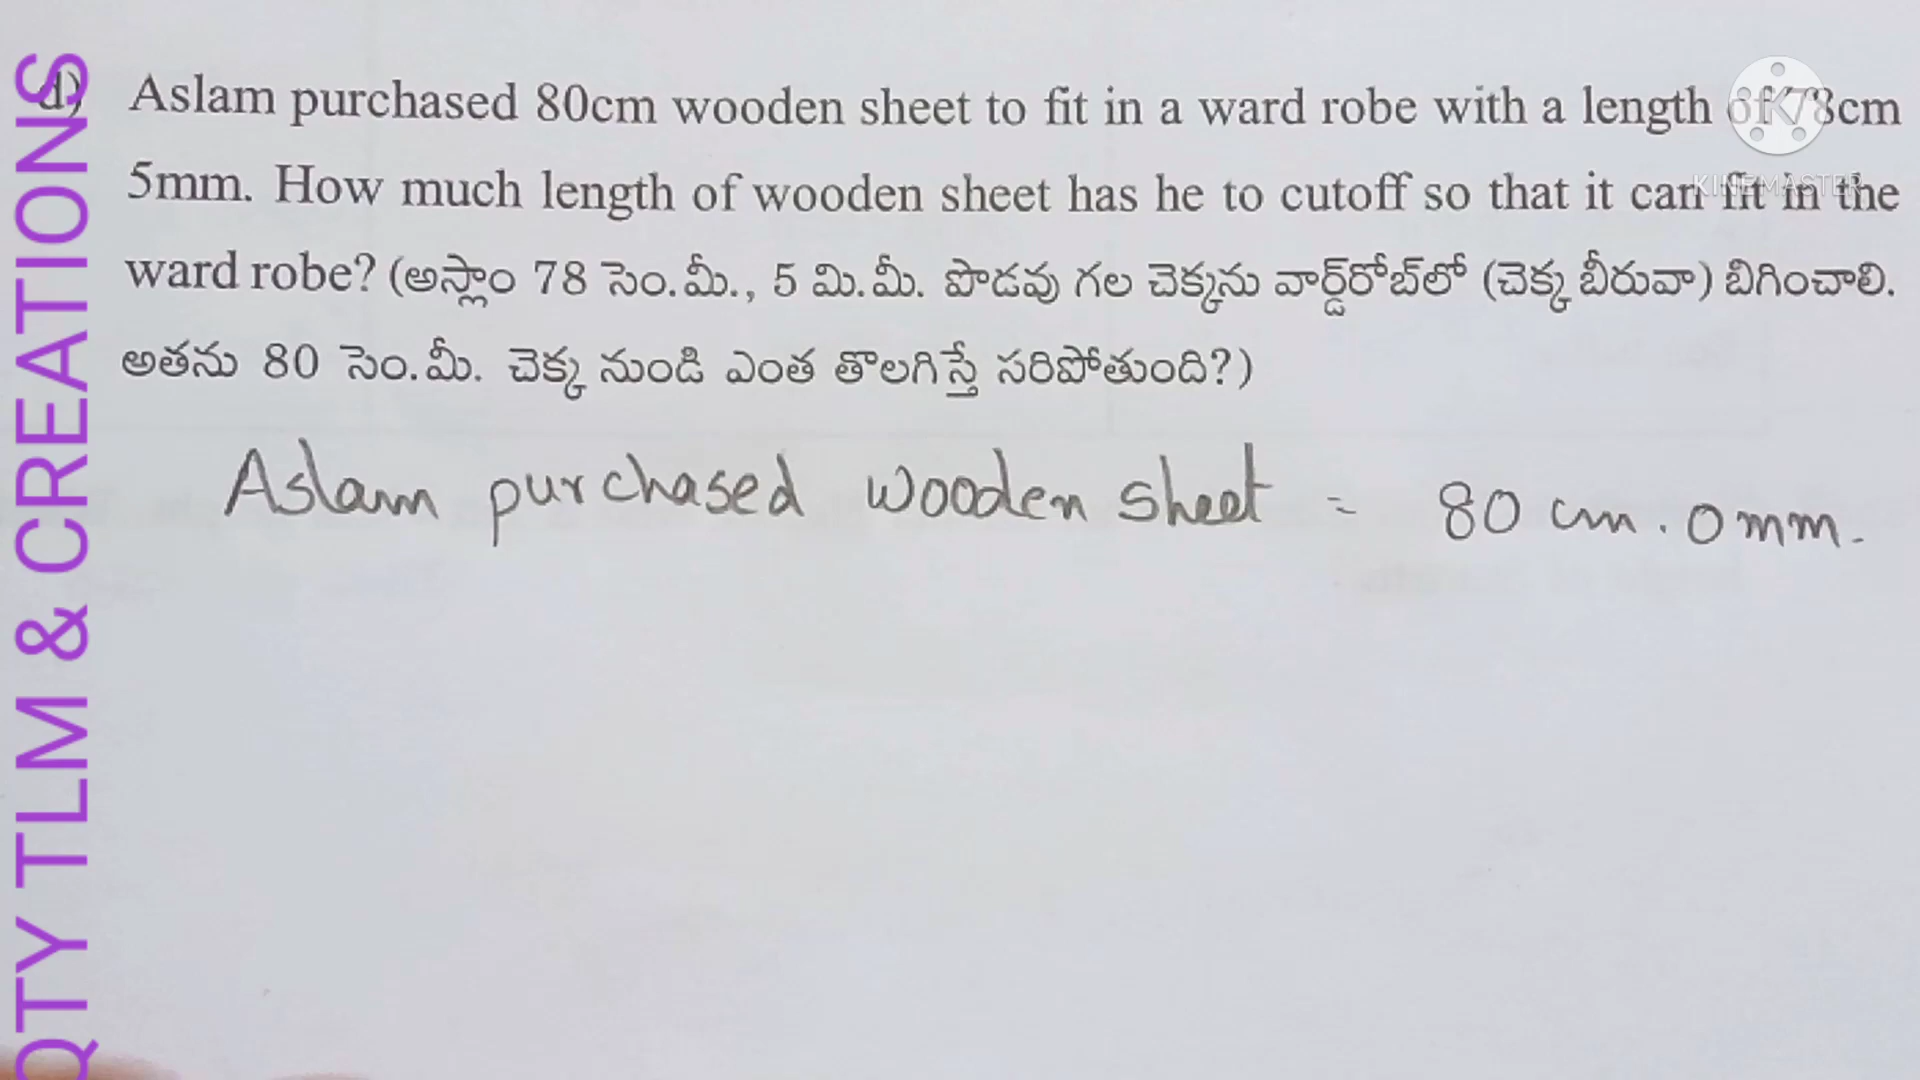 d) Aslam purchased 80cm wooden sheet to fit in a ward robe with a length of 78cm
5mm. How much length of wooden sheet has he to cutoff so that it can fit in the
ward robe? (అస్లాం 78 సెం.మీ., 5 మి.మీ. పొడవు గల చెక్కను వార్డ్‌రోబ్‌లో (చెక్క బీరువా) బిగించాలి.
అతను 80 సెం.మీ. చెక్క నుండి ఎంత తొలగిస్తే సరిపోతుంది?)
Aslam purchased wooden sheet = 80 cm. 0 mm.
QTY TLM & CREATIONS
K
KINEMASTER